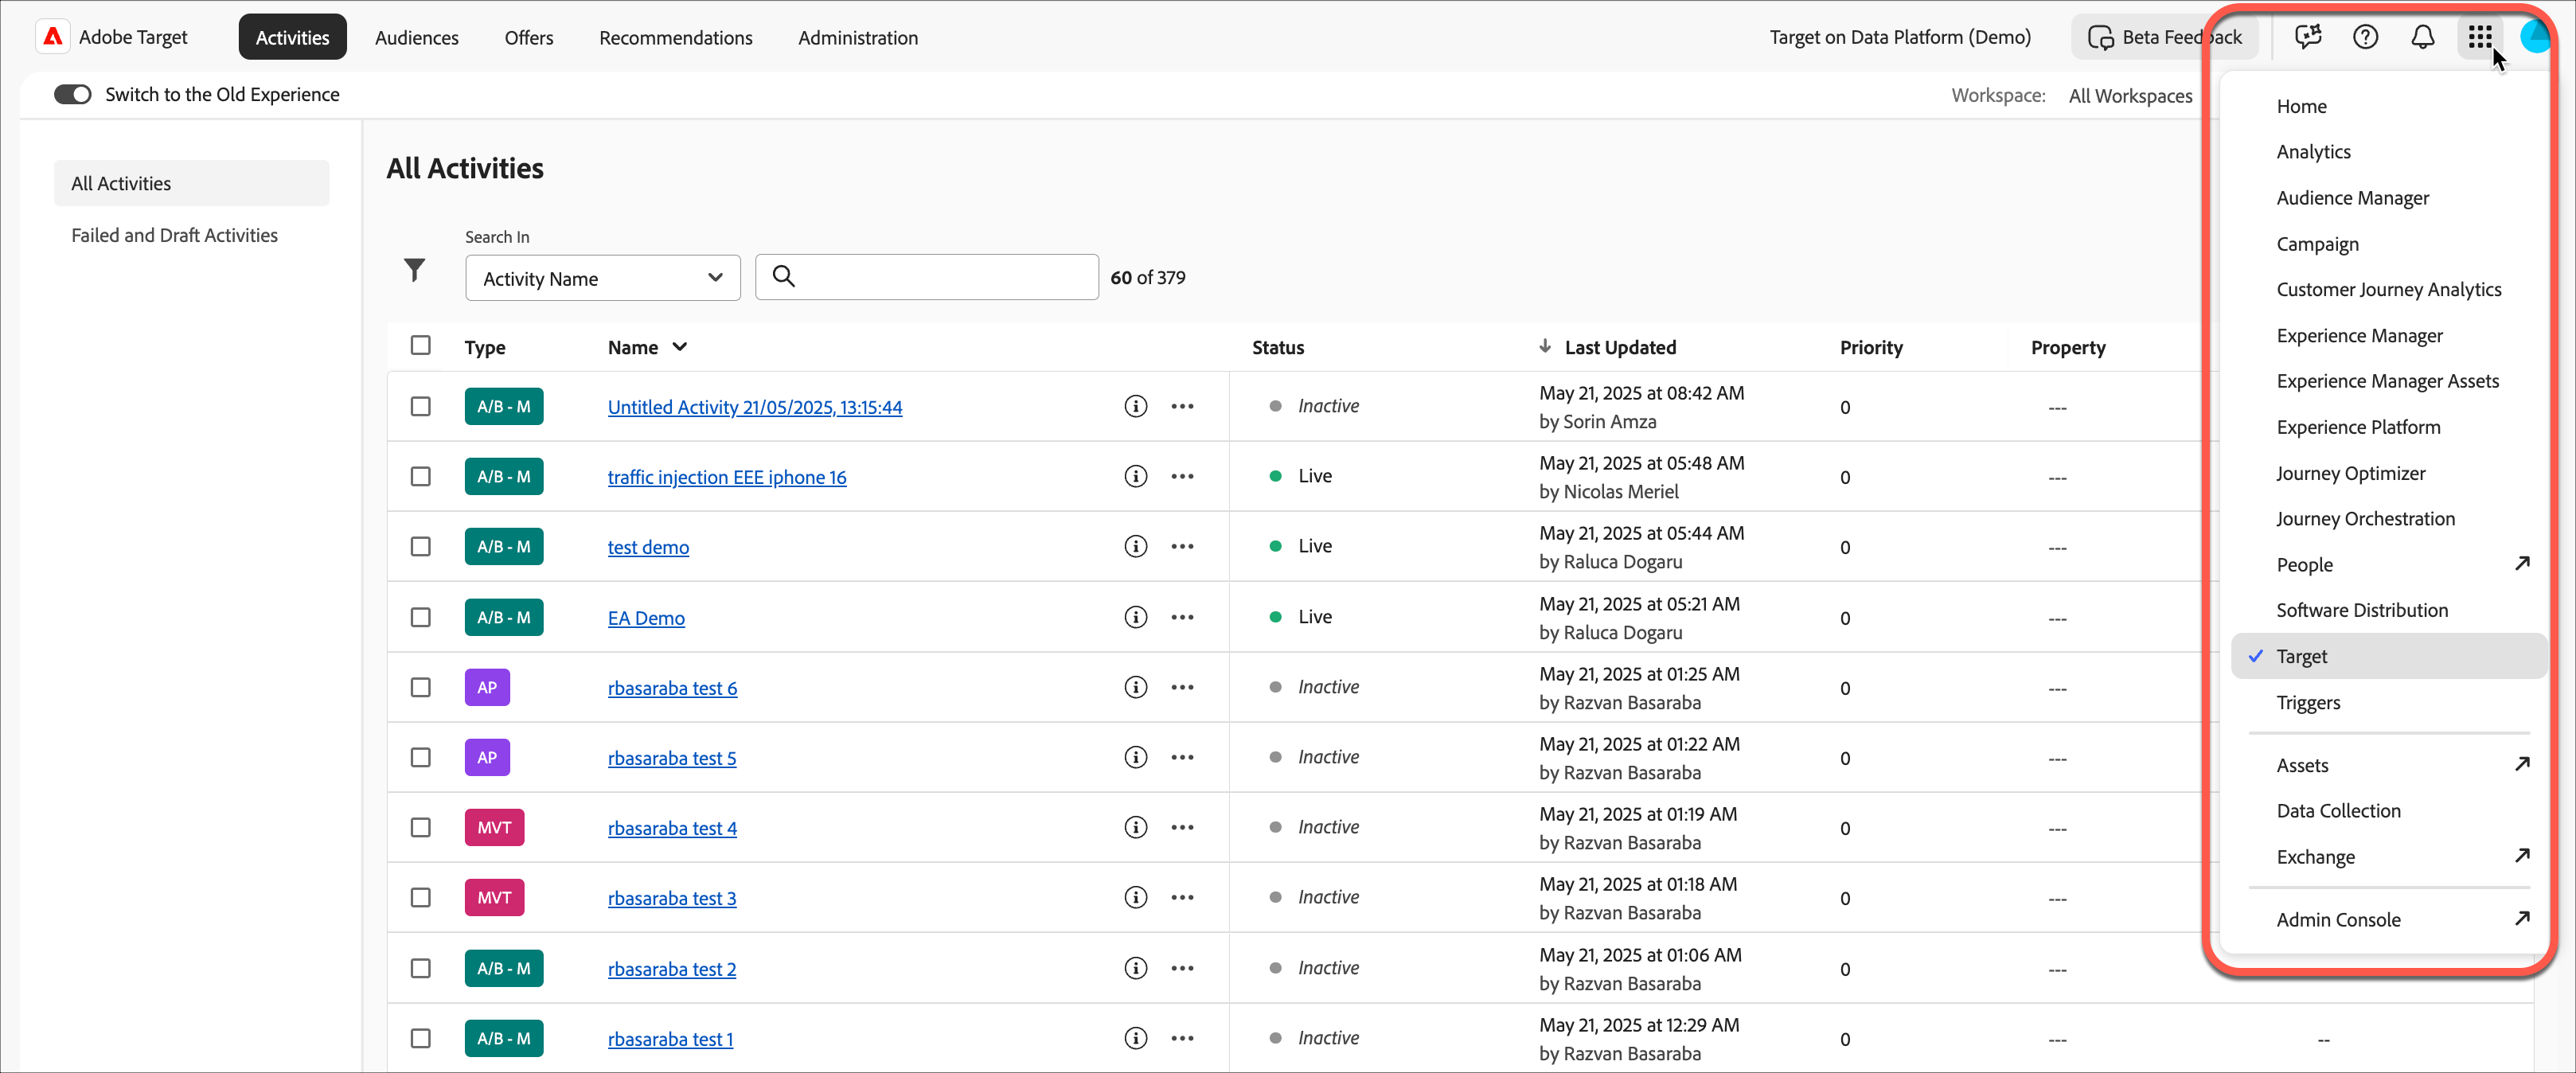 Adobe Target
Activities
Audiences
Offers
Recommendations
Administration
Target on Data Platform (Demo)
Beta Feedback
Switch to the Old Experience
Workspace: All Workspaces
All Activities
Failed and Draft Activities
All Activities
Search In
Activity Name
60 of 379
Type Name Status Last Updated Priority Property
A/B - M Untitled Activity 21/05/2025, 13:15:44 Inactive May 21, 2025 at 08:42 AM 0 ---
by Sorin Amza
A/B - M traffic injection EEE iphone 16 Live May 21, 2025 at 05:48 AM 0 ---
by Nicolas Meriel
A/B - M test demo Live May 21, 2025 at 05:44 AM 0 ---
by Raluca Dogaru
A/B - M EA Demo Live May 21, 2025 at 05:21 AM 0 ---
by Raluca Dogaru
AP rbasaraba test 6 Inactive May 21, 2025 at 01:25 AM 0 ---
by Razvan Basaraba
AP rbasaraba test 5 Inactive May 21, 2025 at 01:22 AM 0 ---
by Razvan Basaraba
MVT rbasaraba test 4 Inactive May 21, 2025 at 01:19 AM 0 ---
by Razvan Basaraba
MVT rbasaraba test 3 Inactive May 21, 2025 at 01:18 AM 0 ---
by Razvan Basaraba
A/B - M rbasaraba test 2 Inactive May 21, 2025 at 01:06 AM 0 ---
by Razvan Basaraba
A/B - M rbasaraba test 1 Inactive May 21, 2025 at 12:29 AM 0 --- --
by Razvan Basaraba
Home
Analytics
Audience Manager
Campaign
Customer Journey Analytics
Experience Manager
Experience Manager Assets
Experience Platform
Journey Optimizer
Journey Orchestration
People
Software Distribution
Target
Triggers
Assets
Data Collection
Exchange
Admin Console